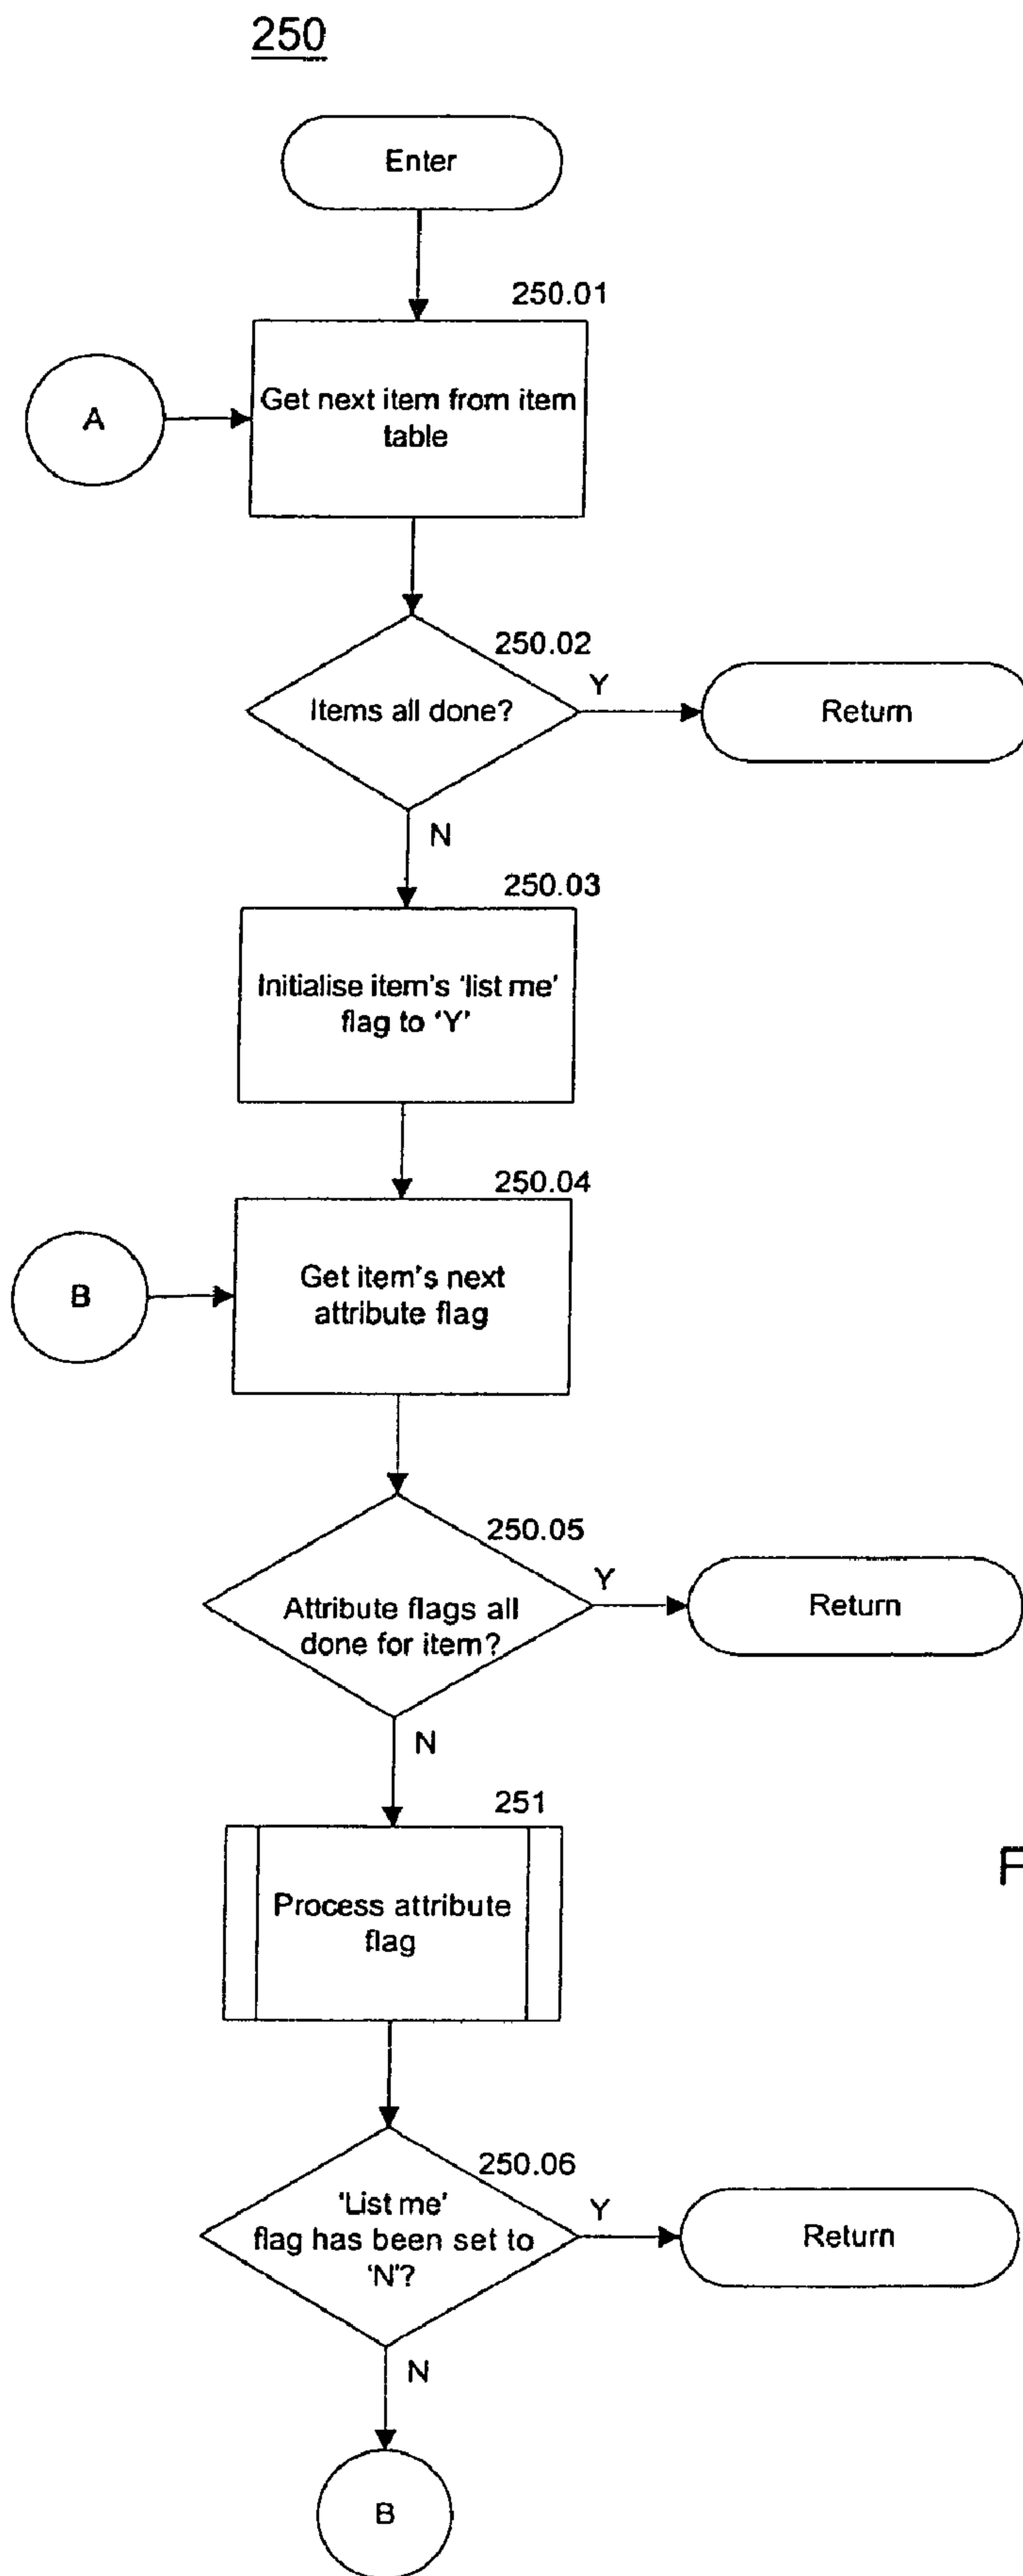 250
Enter
250.01
A
Get next item from item
table
250.02
Items all done?
Y
Return
N
250.03
Initialise item's 'list me'
flag to 'Y'
250.04
B
Get item's next
attribute flag
250.05
Attribute flags all
done for item?
Y
Return
N
251
Process attribute
flag
F
250.06
'List me'
flag has been set to
'N'?
Y
Return
N
B